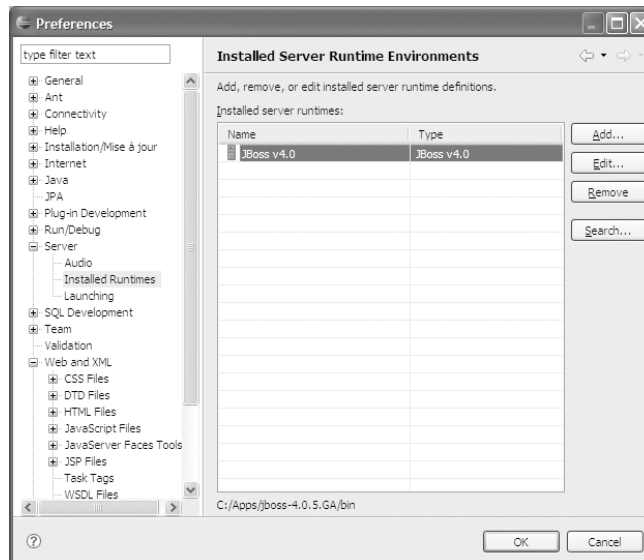 Preferences
type filter text
General
Ant
Connectivity
Help
Installation/Mise à jour
Internet
Java
JPA
Plug-in Development
Run/Debug
Server
Audio
Installed Runtimes
Launching
SQL Development
Team
Validation
Web and XML
CSS Files
DTD Files
HTML Files
JavaScript Files
JavaServer Faces Tools
JSP Files
Task Tags
WSDL Files
Installed Server Runtime Environments
Add, remove, or edit installed server runtime definitions.
Installed server runtimes:
Name Type
JBoss v4.0 JBoss v4.0
Add...
Edit...
Remove
Search...
C:/Apps/jboss-4.0.5.GA/bin
OK Cancel